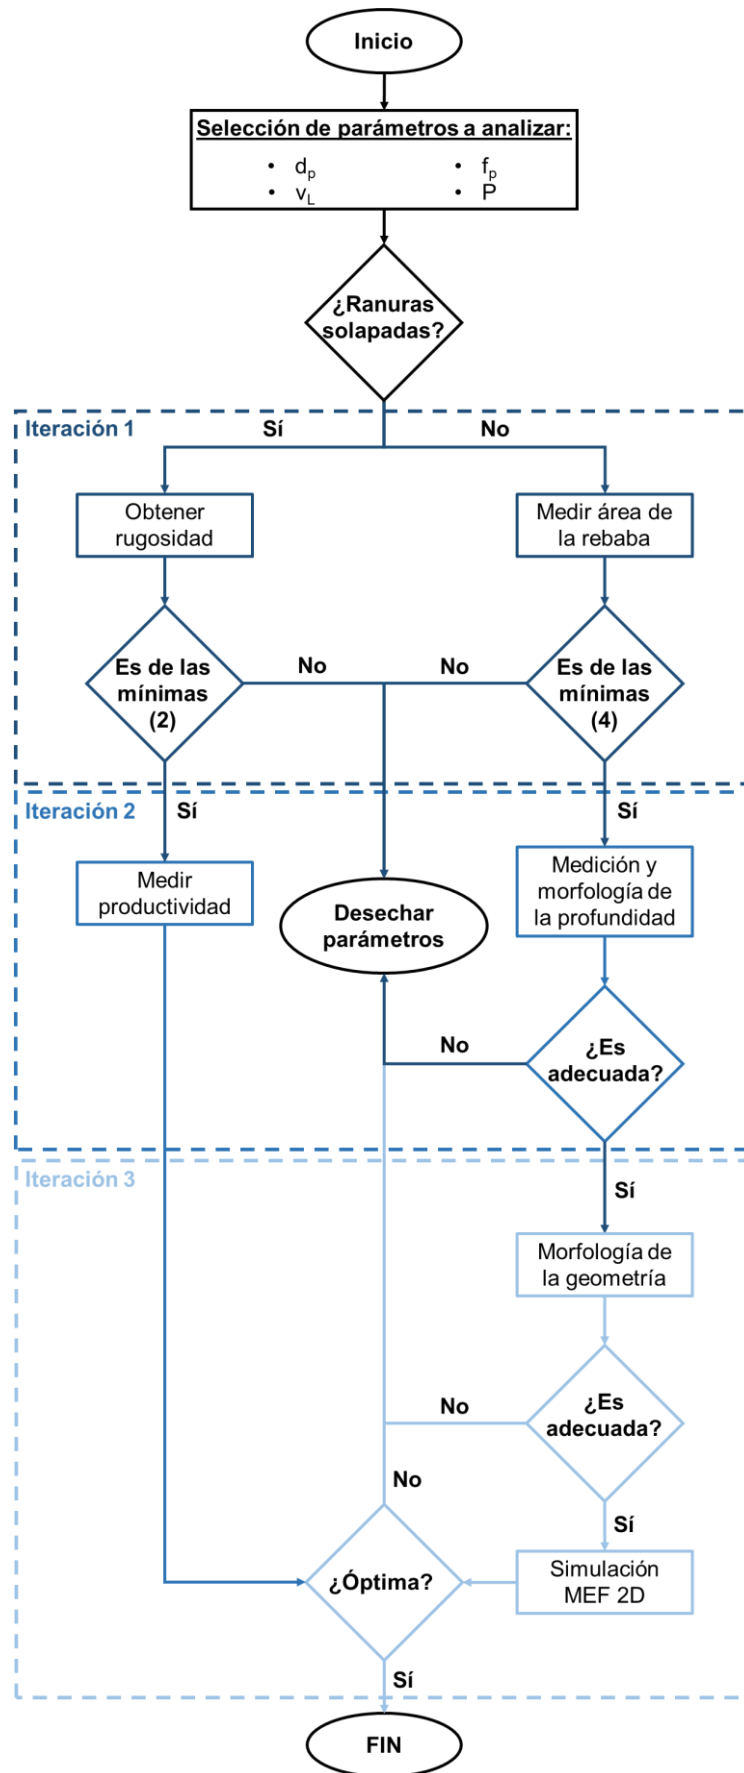 Inicio
Selección de parámetros a analizar:
• dp
• fp
• vL
• P
¿Ranuras
solapadas?
Iteración 1
Sí
No
Obtener
rugosidad
Medir área de
la rebaba
Es de las
mínimas
(2)
No
No
Es de las
mínimas
(4)
Iteración 2
Sí
Sí
Medir
productividad
Desechar
parámetros
Medición y
morfología de
la profundidad
No
¿Es
adecuada?
Iteración 3
Sí
Morfología de
la geometría
No
¿Es
adecuada?
No
Sí
¿Óptima?
Simulación
MEF 2D
Sí
FIN